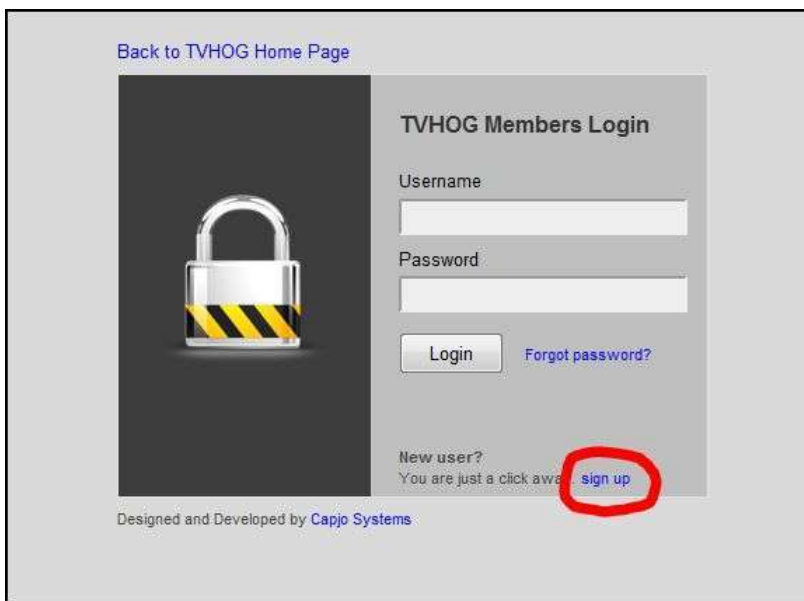 Back to TVHOG Home Page
TVHOG Members Login
Username
Password
Login Forgot password?
New user?
You are just a click away. sign up
Designed and Developed by Capjo Systems